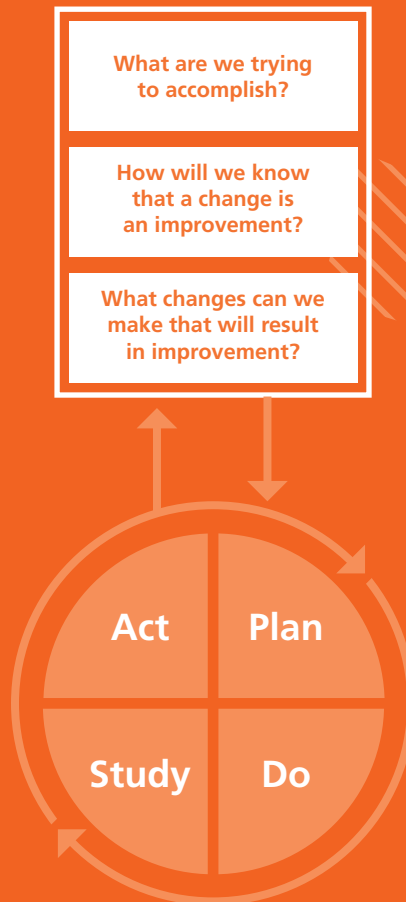 What are we trying
to accomplish?
How will we know
that a change is
an improvement?
What changes can we
make that will result
in improvement?
Act
Plan
Study
Do